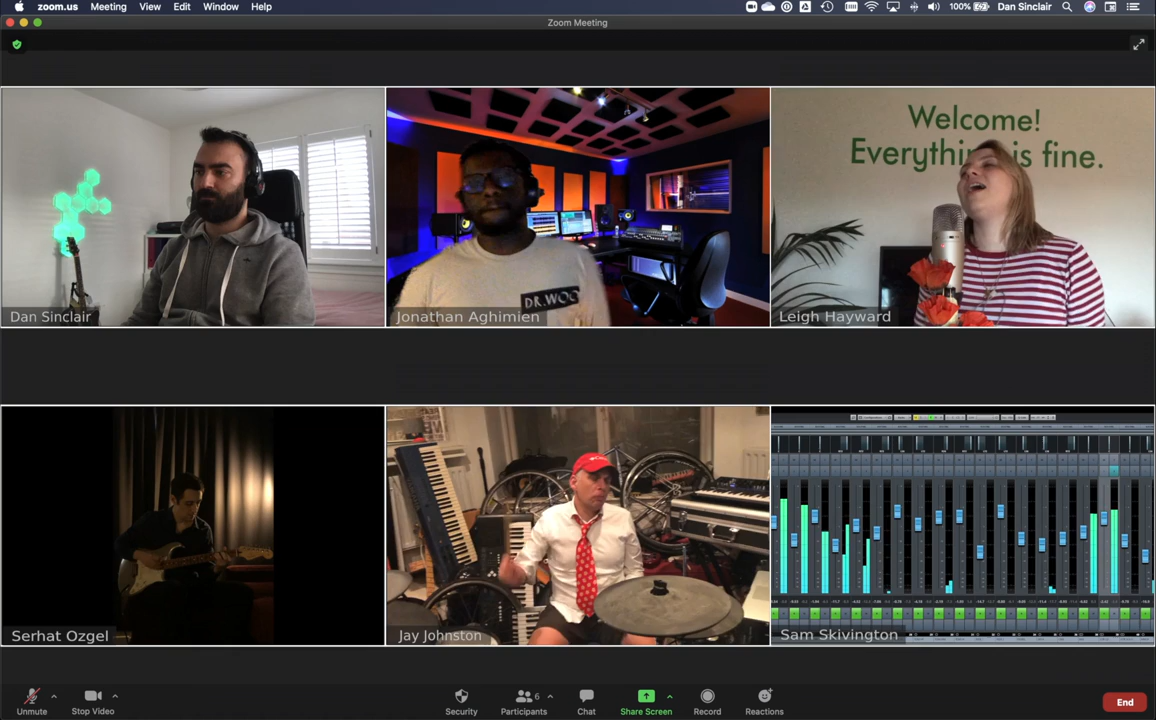 zoom.us Meeting View Edit Window Help 100% Dan Sinclair
Zoom Meeting
Welcome!
Everything is fine.
DR.WOO
Dan Sinclair
Jonathan Aghimien
Leigh Hayward
Serhat Ozgel
Jay Johnston
Sam Skivington
Unmute
Stop Video
Security
Participants
6
Chat
Share Screen
Record
Reactions
End